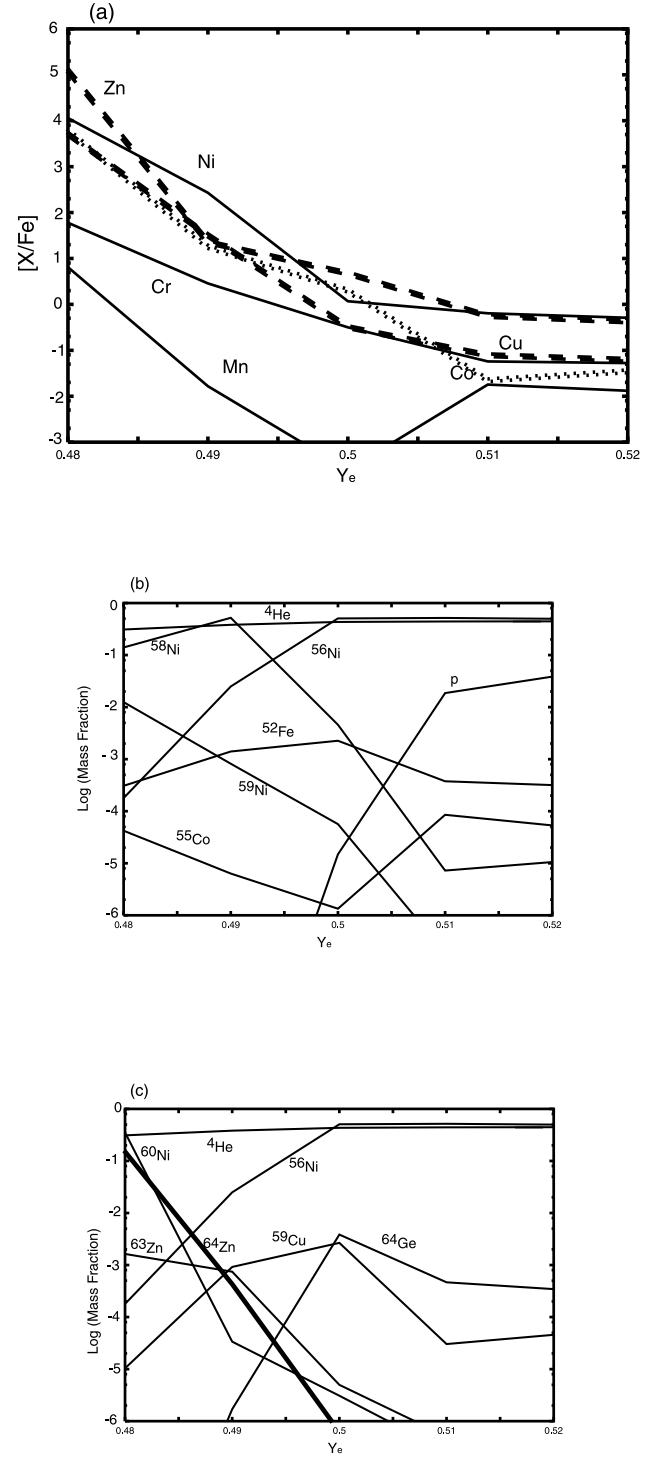 (a)
6
5
4
3
2
1
0
-1
-2
-3
[X/Fe]
Zn
Ni
Cr
Mn
Cu
Co
0.48 0.49 0.5 0.51 0.52
Ye
(b)
0
-1
-2
-3
-4
-5
-6
Log (Mass Fraction)
4He
58Ni
56Ni
p
52Fe
59Ni
55Co
0.48 0.49 0.5 0.51 0.52
Ye
(c)
0
-1
-2
-3
-4
-5
-6
Log (Mass Fraction)
60Ni
4He
56Ni
63Zn
64Zn
59Cu
64Ge
0.48 0.49 0.5 0.51 0.52
Ye